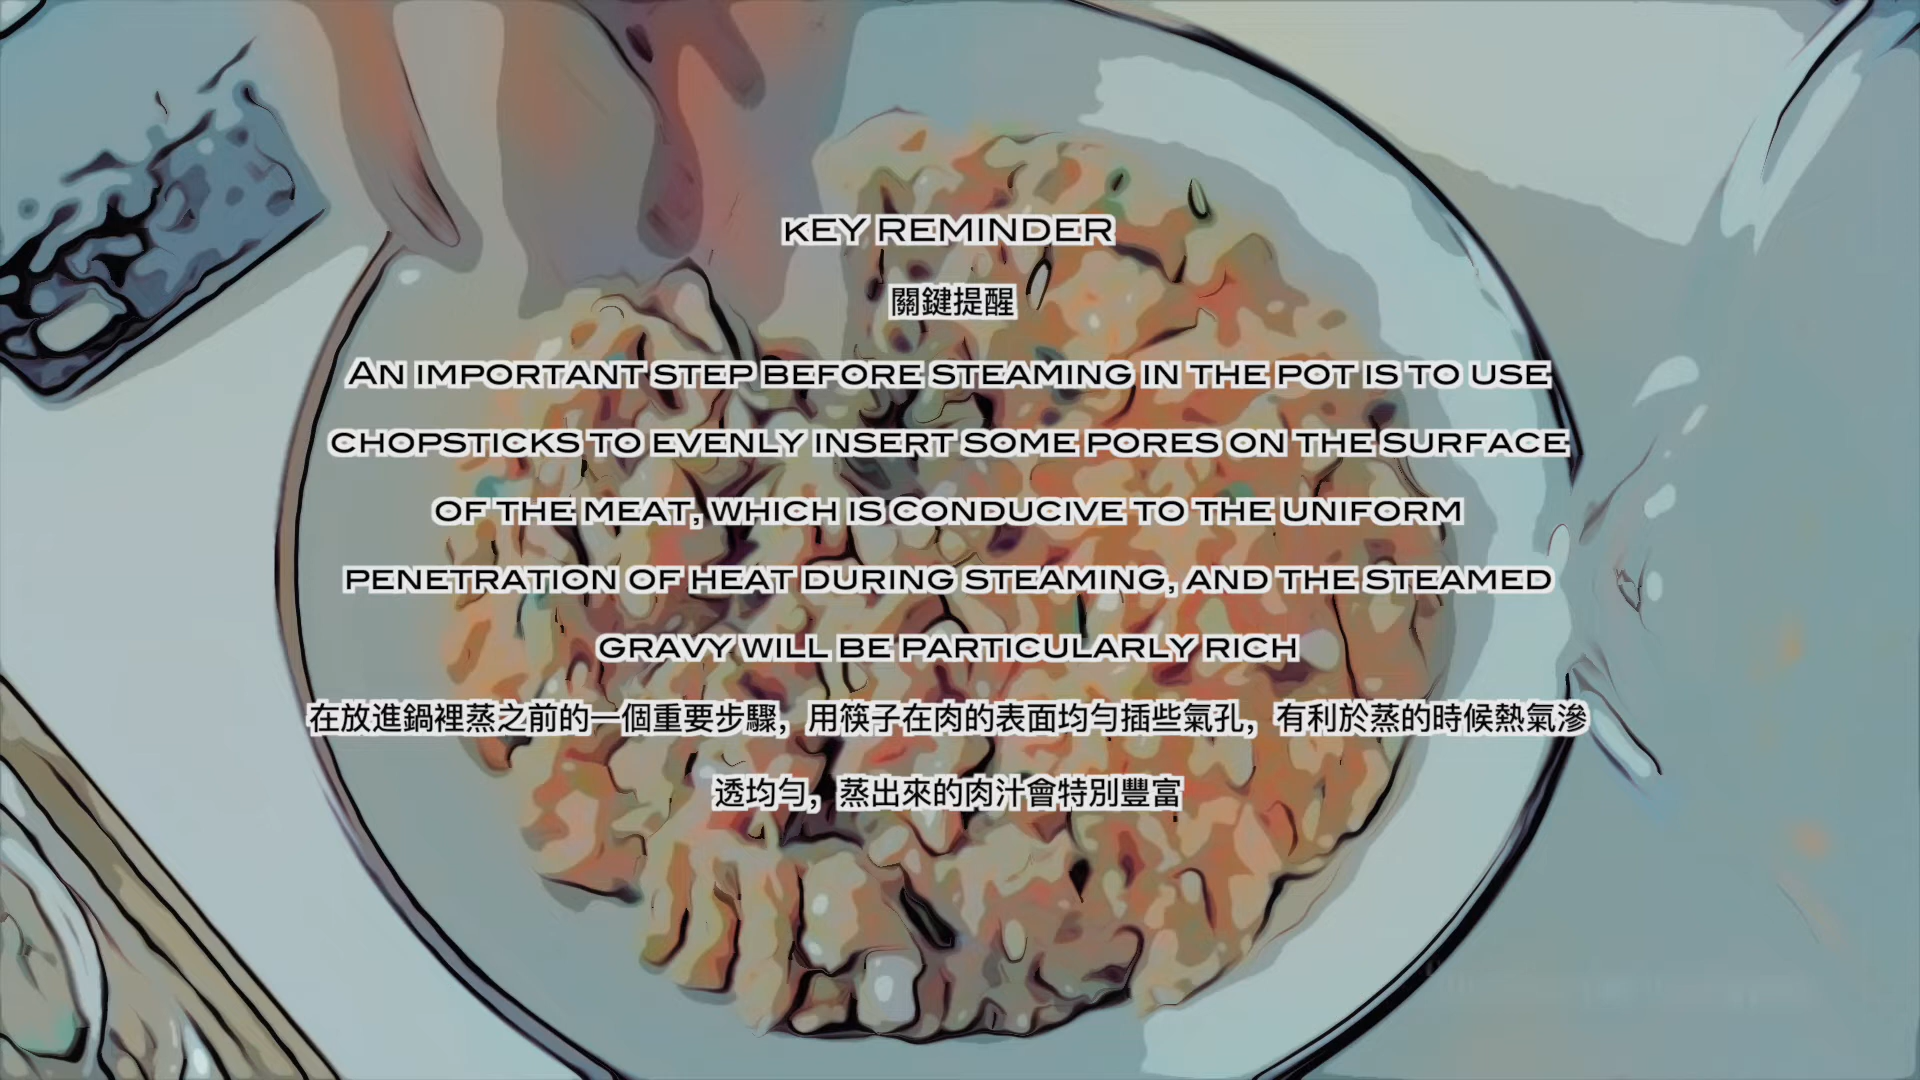 KEY REMINDER
關鍵提醒
AN IMPORTANT STEP BEFORE STEAMING IN THE POT IS TO USE
CHOPSTICKS TO EVENLY INSERT SOME PORES ON THE SURFACE
OF THE MEAT, WHICH IS CONDUCIVE TO THE UNIFORM
PENETRATION OF HEAT DURING STEAMING, AND THE STEAMED
GRAVY WILL BE PARTICULARLY RICH
在放進鍋裡蒸之前的一個重要步驟，用筷子在肉的表面均勻插些氣孔，有利於蒸的時候熱氣滲
透均勻，蒸出來的肉汁會特別豐富